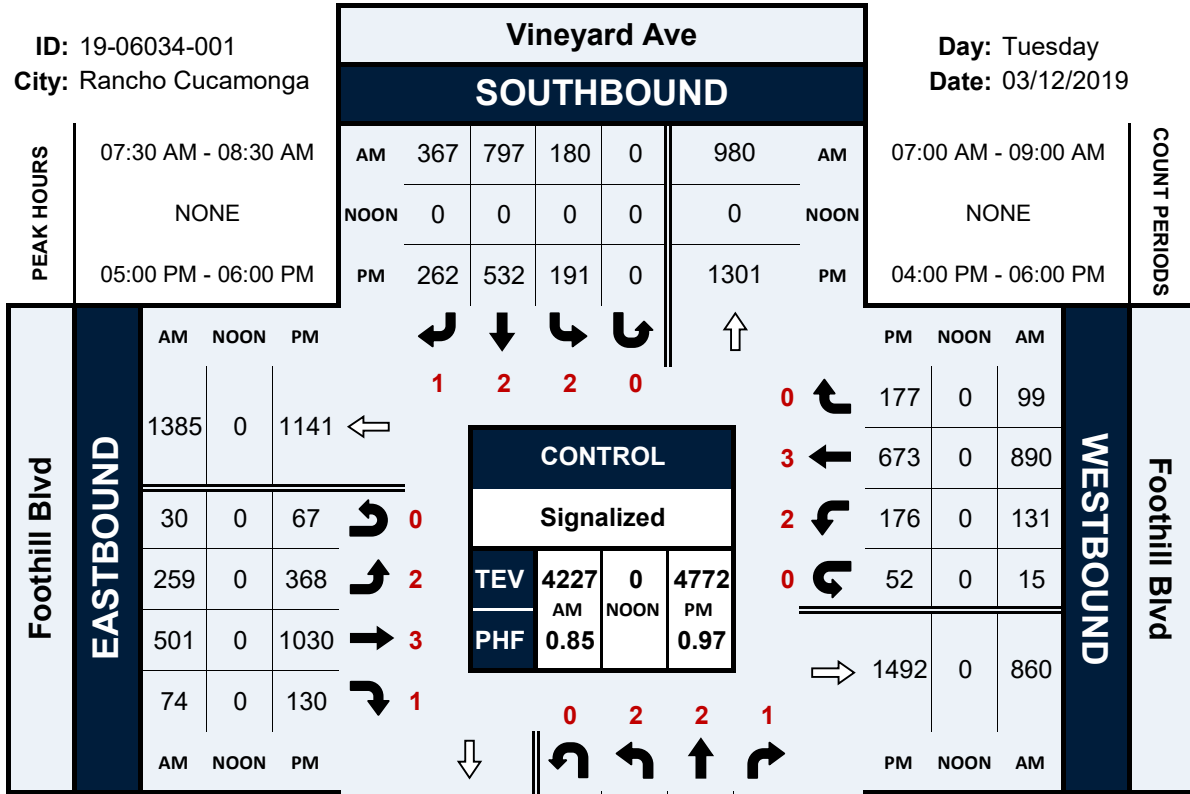 ID: 19-06034-001
City: Rancho Cucamonga
Vineyard Ave
SOUTHBOUND
Day: Tuesday
Date: 03/12/2019
PEAK HOURS
07:30 AM - 08:30 AM
NONE
05:00 PM - 06:00 PM
AM 367 797 180 0 980 AM
NOON 0 0 0 0 0 NOON
PM 262 532 191 0 1301 PM
07:00 AM - 09:00 AM
NONE
04:00 PM - 06:00 PM
COUNT PERIODS
1 2 2 0
Foothill Blvd
EASTBOUND
AM NOON PM
1385 0 1141
30 0 67 0
259 0 368 2
501 0 1030 3
74 0 130 1
AM NOON PM
CONTROL
Signalized
TEV 4227 0 4772
AM NOON PM
PHF 0.85 0.97
PM NOON AM
0 177 0 99
3 673 0 890
2 176 0 131
0 52 0 15
1492 0 860
PM NOON AM
WESTBOUND
Foothill Blvd
0 2 2 1